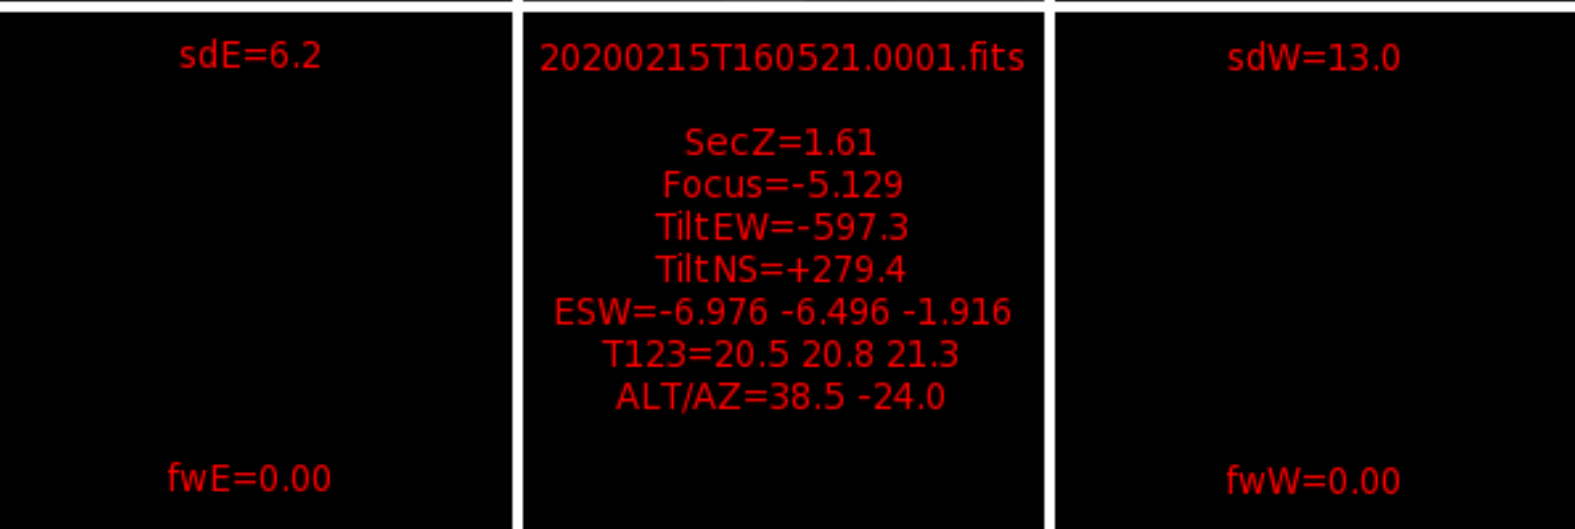 sdE=6.2
fwE=0.00
20200215T160521.0001.fits
SecZ=1.61
Focus=-5.129
TiltEW=-597.3
TiltNS=+279.4
ESW=-6.976 -6.496 -1.916
T123=20.5 20.8 21.3
ALT/AZ=38.5 -24.0
sdW=13.0
fwW=0.00